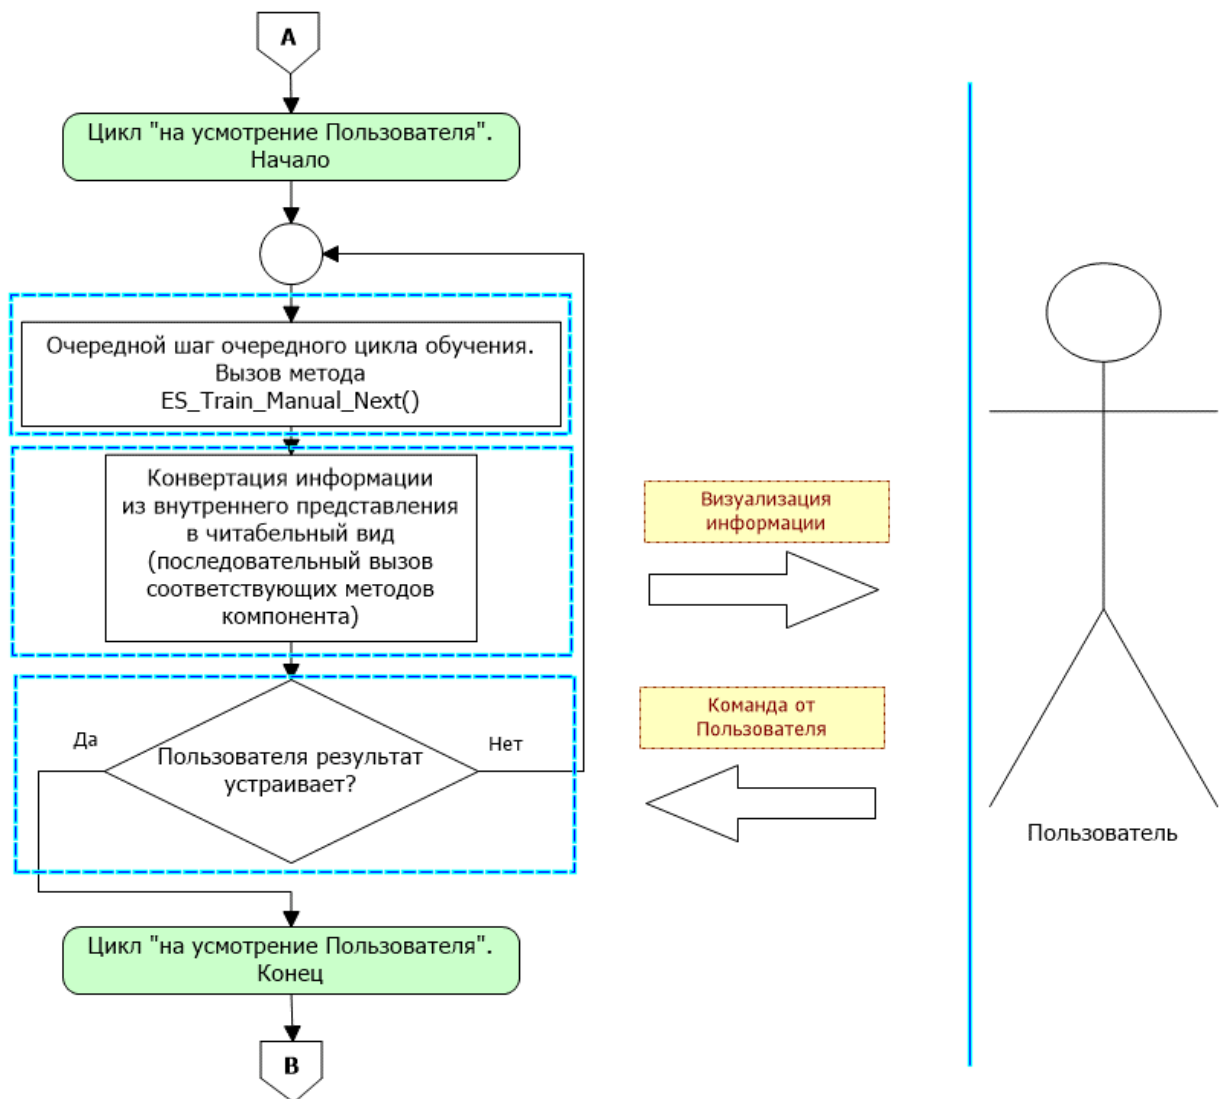 A
Цикл "на усмотрение Пользователя".
Начало
Очередной шаг очередного цикла обучения.
Вызов метода
ES_Train_Manual_Next()
Конвертация информации
из внутреннего представления
в читабельный вид
(последовательный вызов
соответствующих методов
компонента)
Визуализация
информации
Команда от
Пользователя
Да
Нет
Пользователя результат
устраивает?
Пользователь
Цикл "на усмотрение Пользователя".
Конец
B